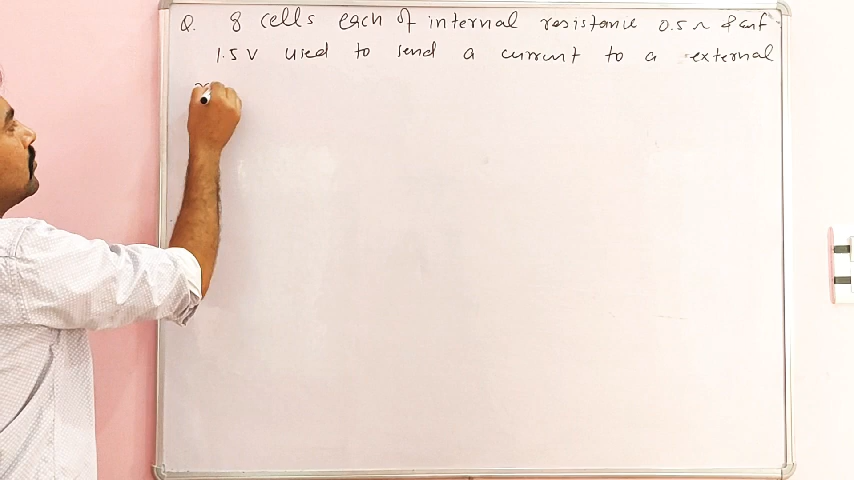 Q. 8 cells each of internal resistance 0.5 Ω & emf
1.5 V used to send a current to a external